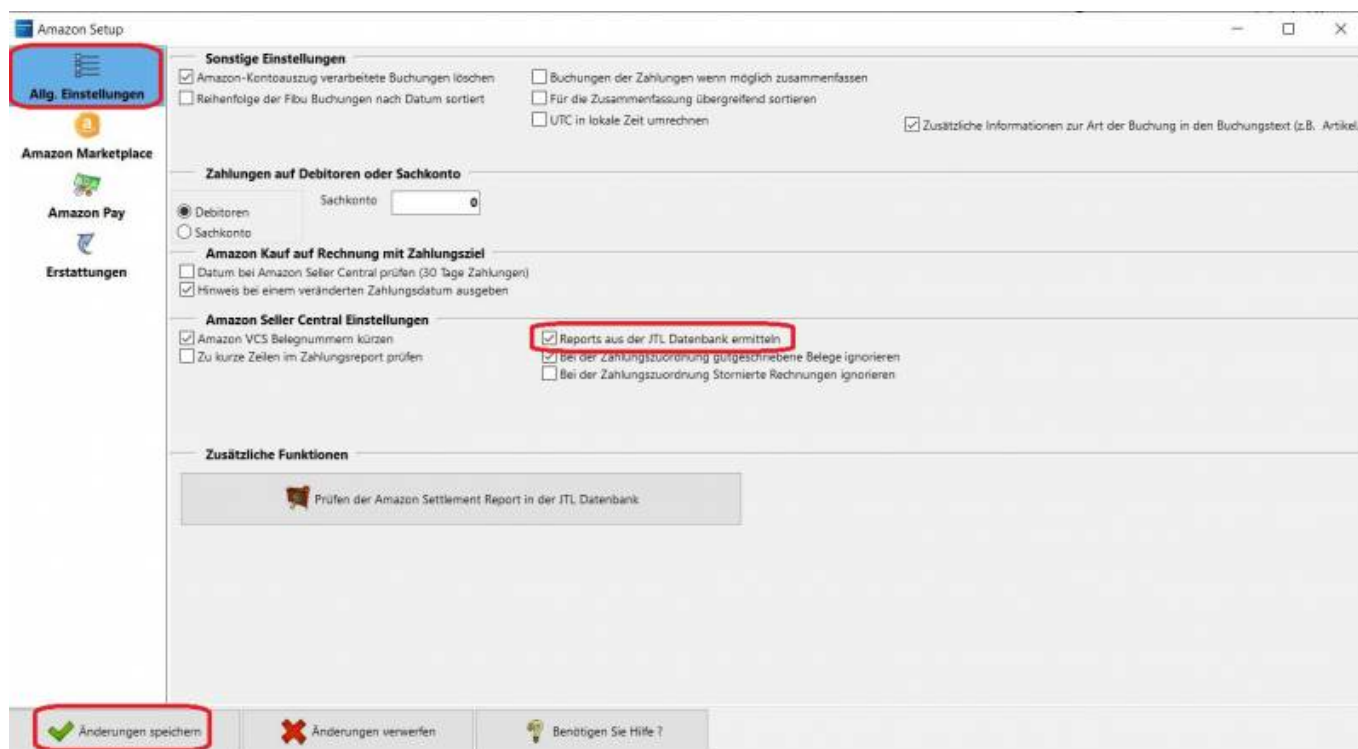 Amazon Setup
Allg. Einstellungen
Amazon Marketplace
Amazon Pay
Erstattungen
Sonstige Einstellungen
Amazon-Kontoauszug verarbeitete Buchungen löschen
Reihenfolge der Fibu Buchungen nach Datum sortiert
Buchungen der Zahlungen wenn möglich zusammenfassen
Für die Zusammenfassung übergreifend sortieren
UTC in lokale Zeit umrechnen
Zusätzliche Informationen zur Art der Buchung in den Buchungstext (z.B. Artikel.
Zahlungen auf Debitoren oder Sachkonto
Debitoren
Sachkonto
Sachkonto 0
Amazon Kauf auf Rechnung mit Zahlungsziel
Datum bei Amazon Seller Central prüfen (30 Tage Zahlungen)
Hinweis bei einem veränderten Zahlungsdatum ausgeben
Amazon Seller Central Einstellungen
Amazon VCS Belegnummern kürzen
Zu kurze Zeilen im Zahlungsreport prüfen
Reports aus der JTL Datenbank ermitteln
Bei der Zahlungszuordnung gutgeschriebene Belege ignorieren
Bei der Zahlungszuordnung Stornierte Rechnungen ignorieren
Zusätzliche Funktionen
Prüfen der Amazon Settlement Report in der JTL Datenbank
Änderungen speichern
Änderungen verwerfen
Benötigen Sie Hilfe ?